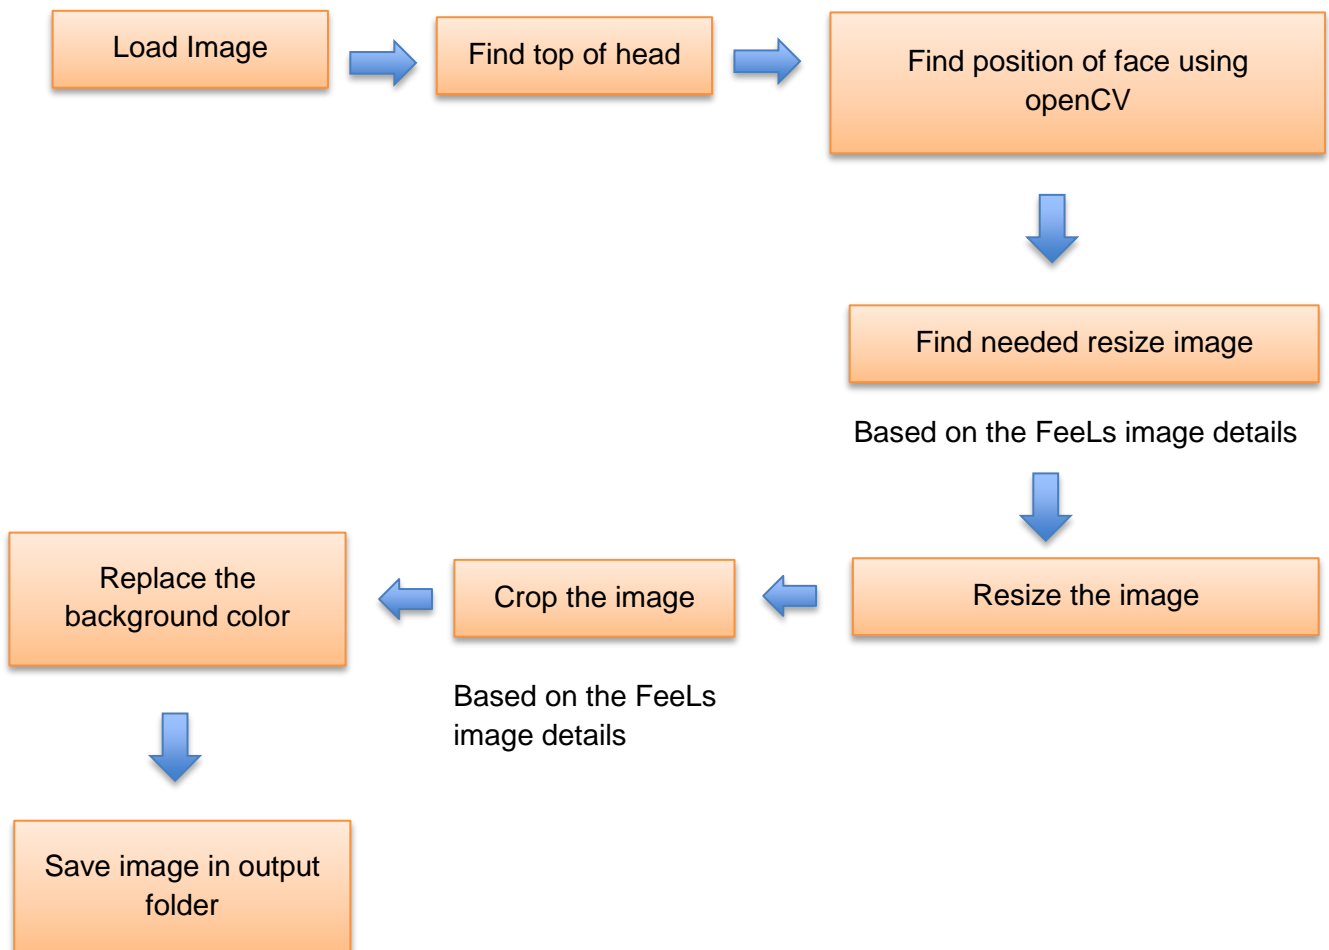 Load Image
Find top of head
Find position of face using
openCV
Find needed resize image
Based on the FeeLs image details
Resize the image
Crop the image
Based on the FeeLs
image details
Replace the
background color
Save image in output
folder